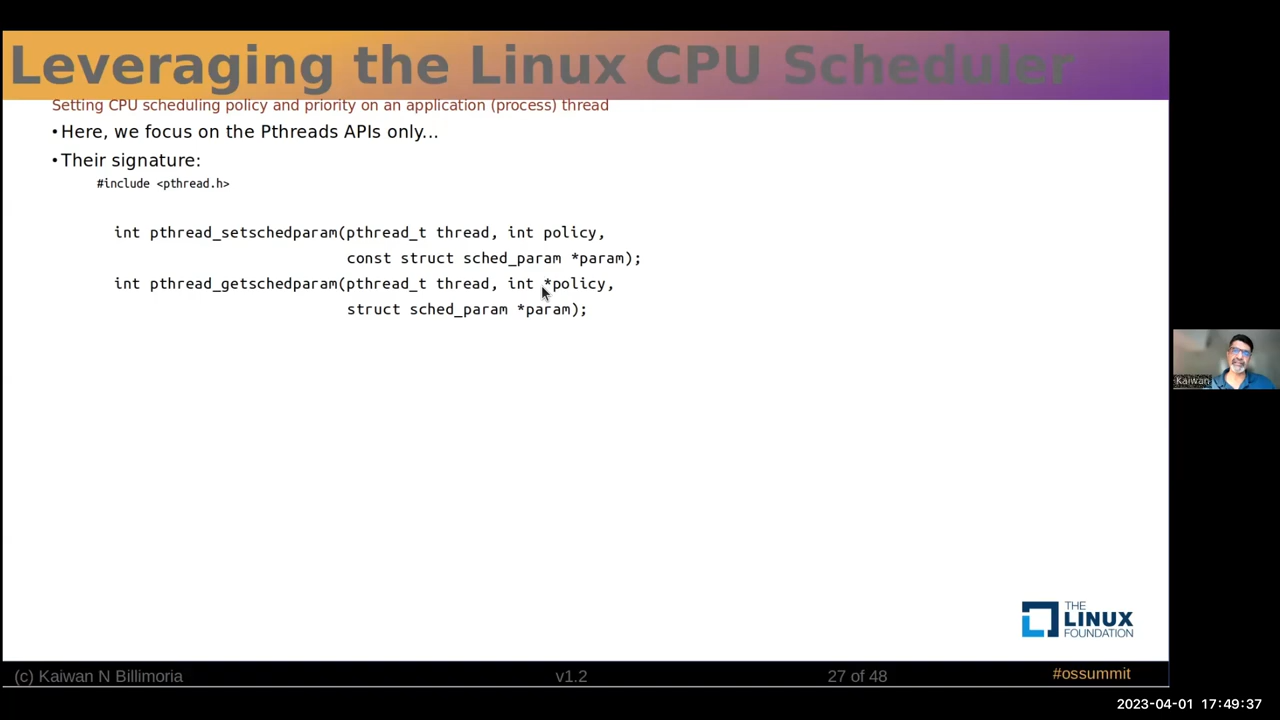 Leveraging the Linux CPU Scheduler
Setting CPU scheduling policy and priority on an application (process) thread
•Here, we focus on the Pthreads APIs only...
•Their signature:
#include <pthread.h>
int pthread_setschedparam(pthread_t thread, int policy,
const struct sched_param *param);
int pthread_getschedparam(pthread_t thread, int *policy,
struct sched_param *param);
Kaiwan
THE
LINUX
FOUNDATION
(c) Kaiwan N Billimoria
v1.2
27 of 48
#ossummit
2023-04-01 17:49:37